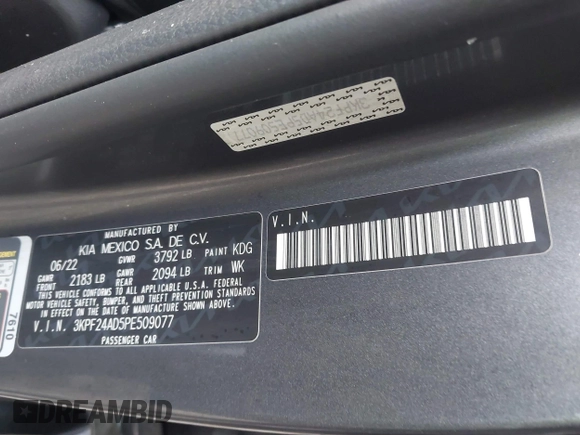 MANUFACTURED BY
KIA MEXICO S.A. DE C.V.
06/22 GVWR 3792 LB PAINT KDG
GAWR FRONT 2183 LB GAWR REAR 2094 LB TRIM WK
THIS VEHICLE CONFORMS TO ALL APPLICABLE U.S.A. FEDERAL
MOTOR VEHICLE SAFETY, BUMPER, AND THEFT PREVENTION STANDARDS
IN EFFECT ON THE DATE OF MANUFACTURE SHOWN ABOVE.
V.I.N. 3KPF24AD5PE509077
PASSENGER CAR
V.I.N.
3KPF24AD5PE509077
7610
DREAMBID